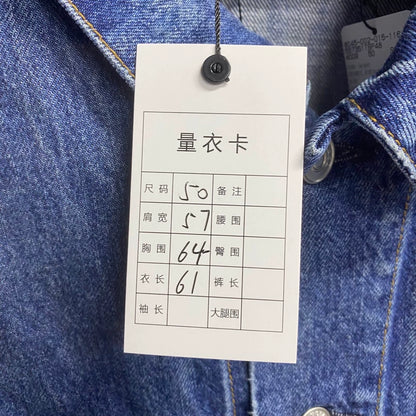 量衣卡
尺码 50 备注
肩宽 57 腰围
胸围 64 臀围
衣长 61 裤长
袖长 大腿围